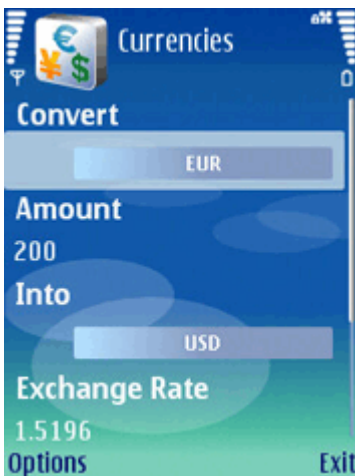 Currencies
Convert
EUR
Amount
200
Into
USD
Exchange Rate
1.5196
Options Exit